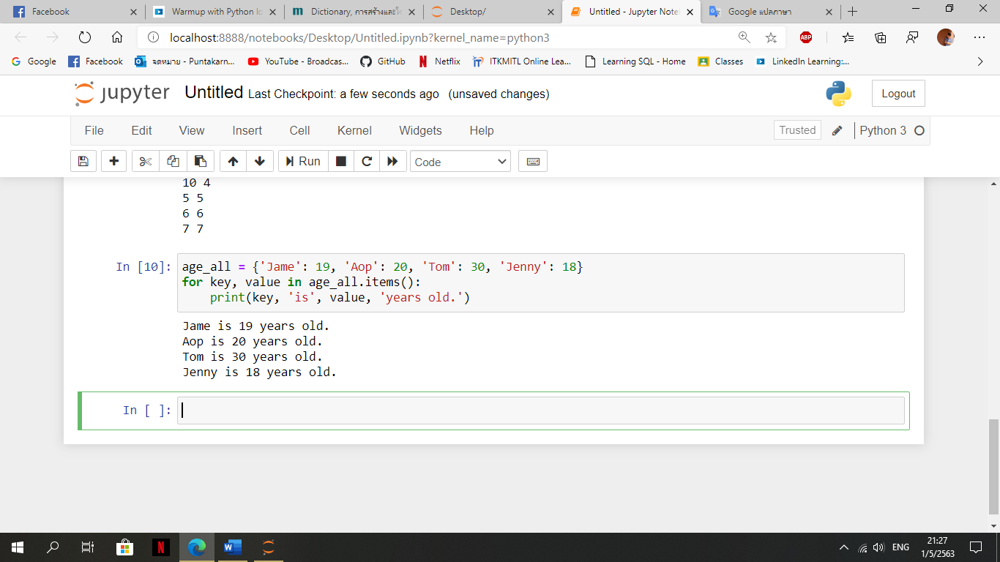 Facebook
Warmup with Python lo
Dictionary, การสร้างและใ
Desktop/
Untitled - Jupyter Note
Google แปลภาษา
localhost:8888/notebooks/Desktop/Untitled.ipynb?kernel_name=python3
ABP
Google
Facebook
จดหมาย - Puntakarn...
YouTube - Broadcas...
GitHub
Netflix
ITKMITL Online Lea...
Learning SQL - Home
Classes
LinkedIn Learning:...
jupyter Untitled Last Checkpoint: a few seconds ago (unsaved changes)
Logout
File Edit View Insert Cell Kernel Widgets Help
Trusted
Python 3
Run
Code
10 4
5 5
6 6
7 7
In [10]: age_all = {'Jame': 19, 'Aop': 20, 'Tom': 30, 'Jenny': 18}
for key, value in age_all.items():
    print(key, 'is', value, 'years old.')
Jame is 19 years old.
Aop is 20 years old.
Tom is 30 years old.
Jenny is 18 years old.
In [ ]:
ENG
21:27
1/5/2563